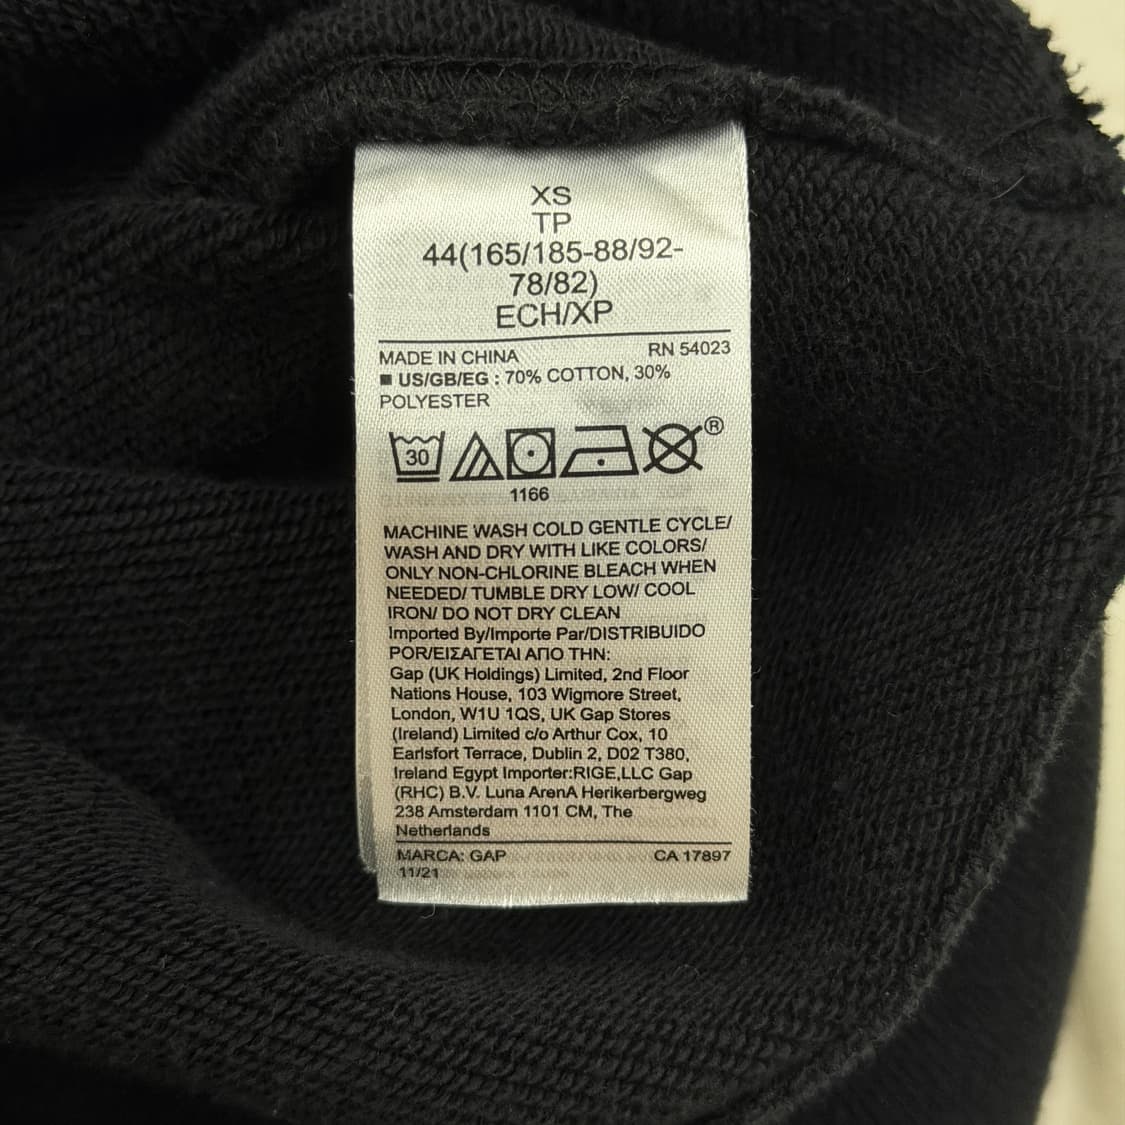 XS
TP
44(165/185-88/92-
78/82)
ECH/XP
MADE IN CHINA RN 54023
■ US/GB/EG : 70% COTTON, 30%
POLYESTER
30 ®
1166
MACHINE WASH COLD GENTLE CYCLE/
WASH AND DRY WITH LIKE COLORS/
ONLY NON-CHLORINE BLEACH WHEN
NEEDED/ TUMBLE DRY LOW/ COOL
IRON/ DO NOT DRY CLEAN
Imported By/Importe Par/DISTRIBUIDO
POR/ΕΙΣΑΓΕΤΑΙ ΑΠΟ ΤΗΝ:
Gap (UK Holdings) Limited, 2nd Floor
Nations House, 103 Wigmore Street,
London, W1U 1QS, UK Gap Stores
(Ireland) Limited c/o Arthur Cox, 10
Earlsfort Terrace, Dublin 2, D02 T380,
Ireland Egypt Importer:RIGE,LLC Gap
(RHC) B.V. Luna ArenA Herikerbergweg
238 Amsterdam 1101 CM, The
Netherlands
MARCA: GAP CA 17897
11/21